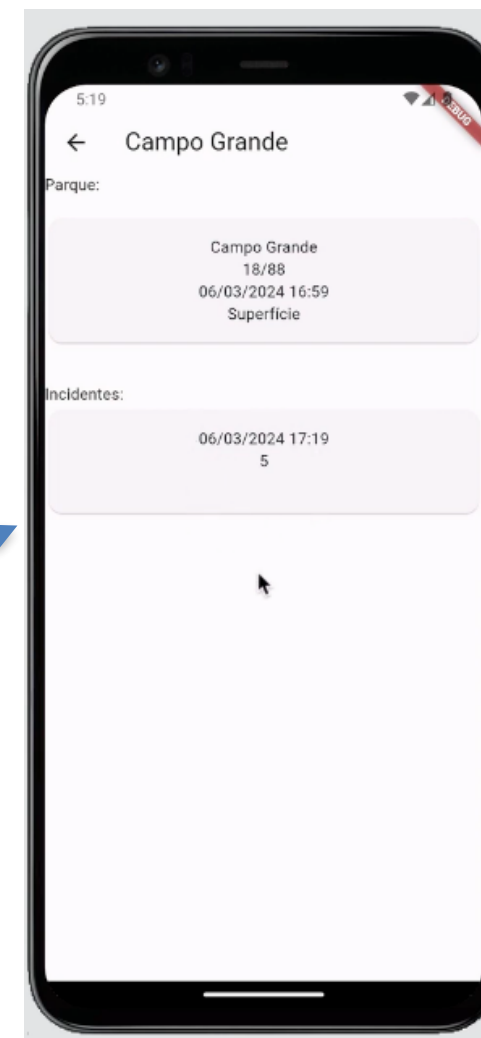 5:19
DEBUG
Campo Grande
Parque:
Campo Grande
18/88
06/03/2024 16:59
Superfície
Incidentes:
06/03/2024 17:19
5